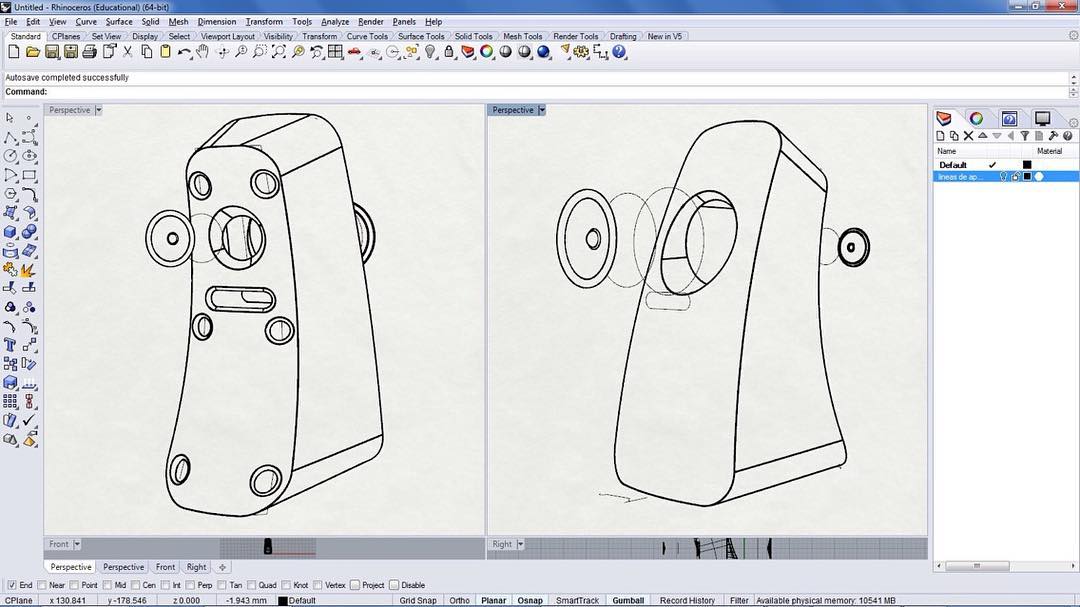 Untitled - Rhinoceros (Educational) (64-bit)
File Edit View Curve Surface Solid Mesh Dimension Transform Tools Analyze Render Panels Help
Standard CPlanes Set View Display Select Viewport Layout Visibility Transform Curve Tools Surface Tools Solid Tools Mesh Tools Render Tools Drafting New in V5
Autosave completed successfully
Command:
Perspective Perspective
Name Material
Default
lineas de ap...
Front Right
Perspective Perspective Front Right
End Near Point Mid Cen Int Perp Tan Quad Knot Vertex Project Disable
CPlane x 130.841 y -178.546 z 0.000 -1.943 mm Default Grid Snap Ortho Planar Osnap SmartTrack Gumball Record History Filter Available physical memory: 10541 MB